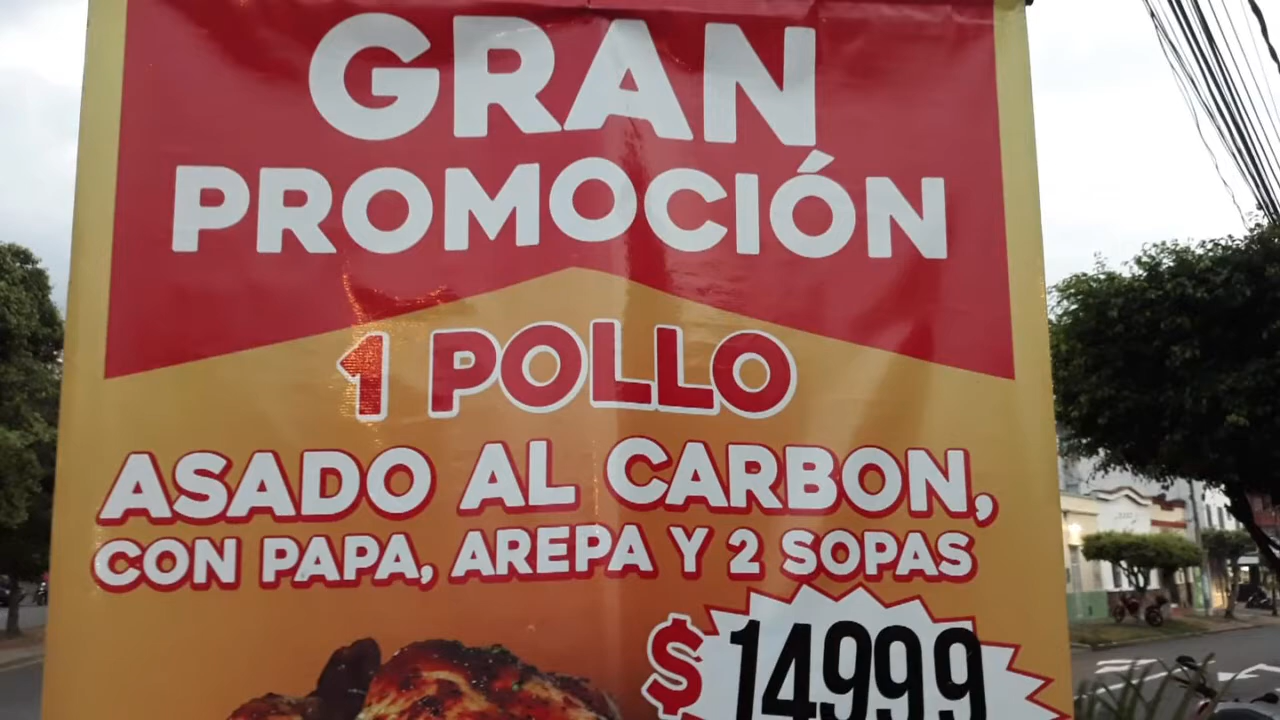 GRAN
PROMOCIÓN
1 POLLO
ASADO AL CARBON,
CON PAPA, AREPA Y 2 SOPAS
$14999